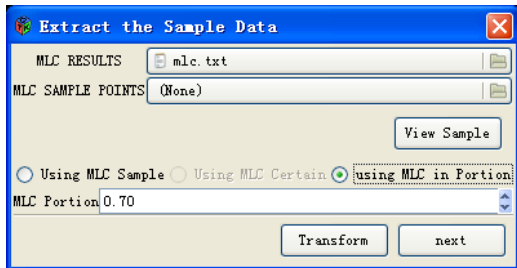 Extract the Sample Data
MLC RESULTS mlc.txt
MLC SAMPLE POINTS (None)
View Sample
Using MLC Sample Using MLC Certain using MLC in Portion
MLC Portion 0.70
Transform next